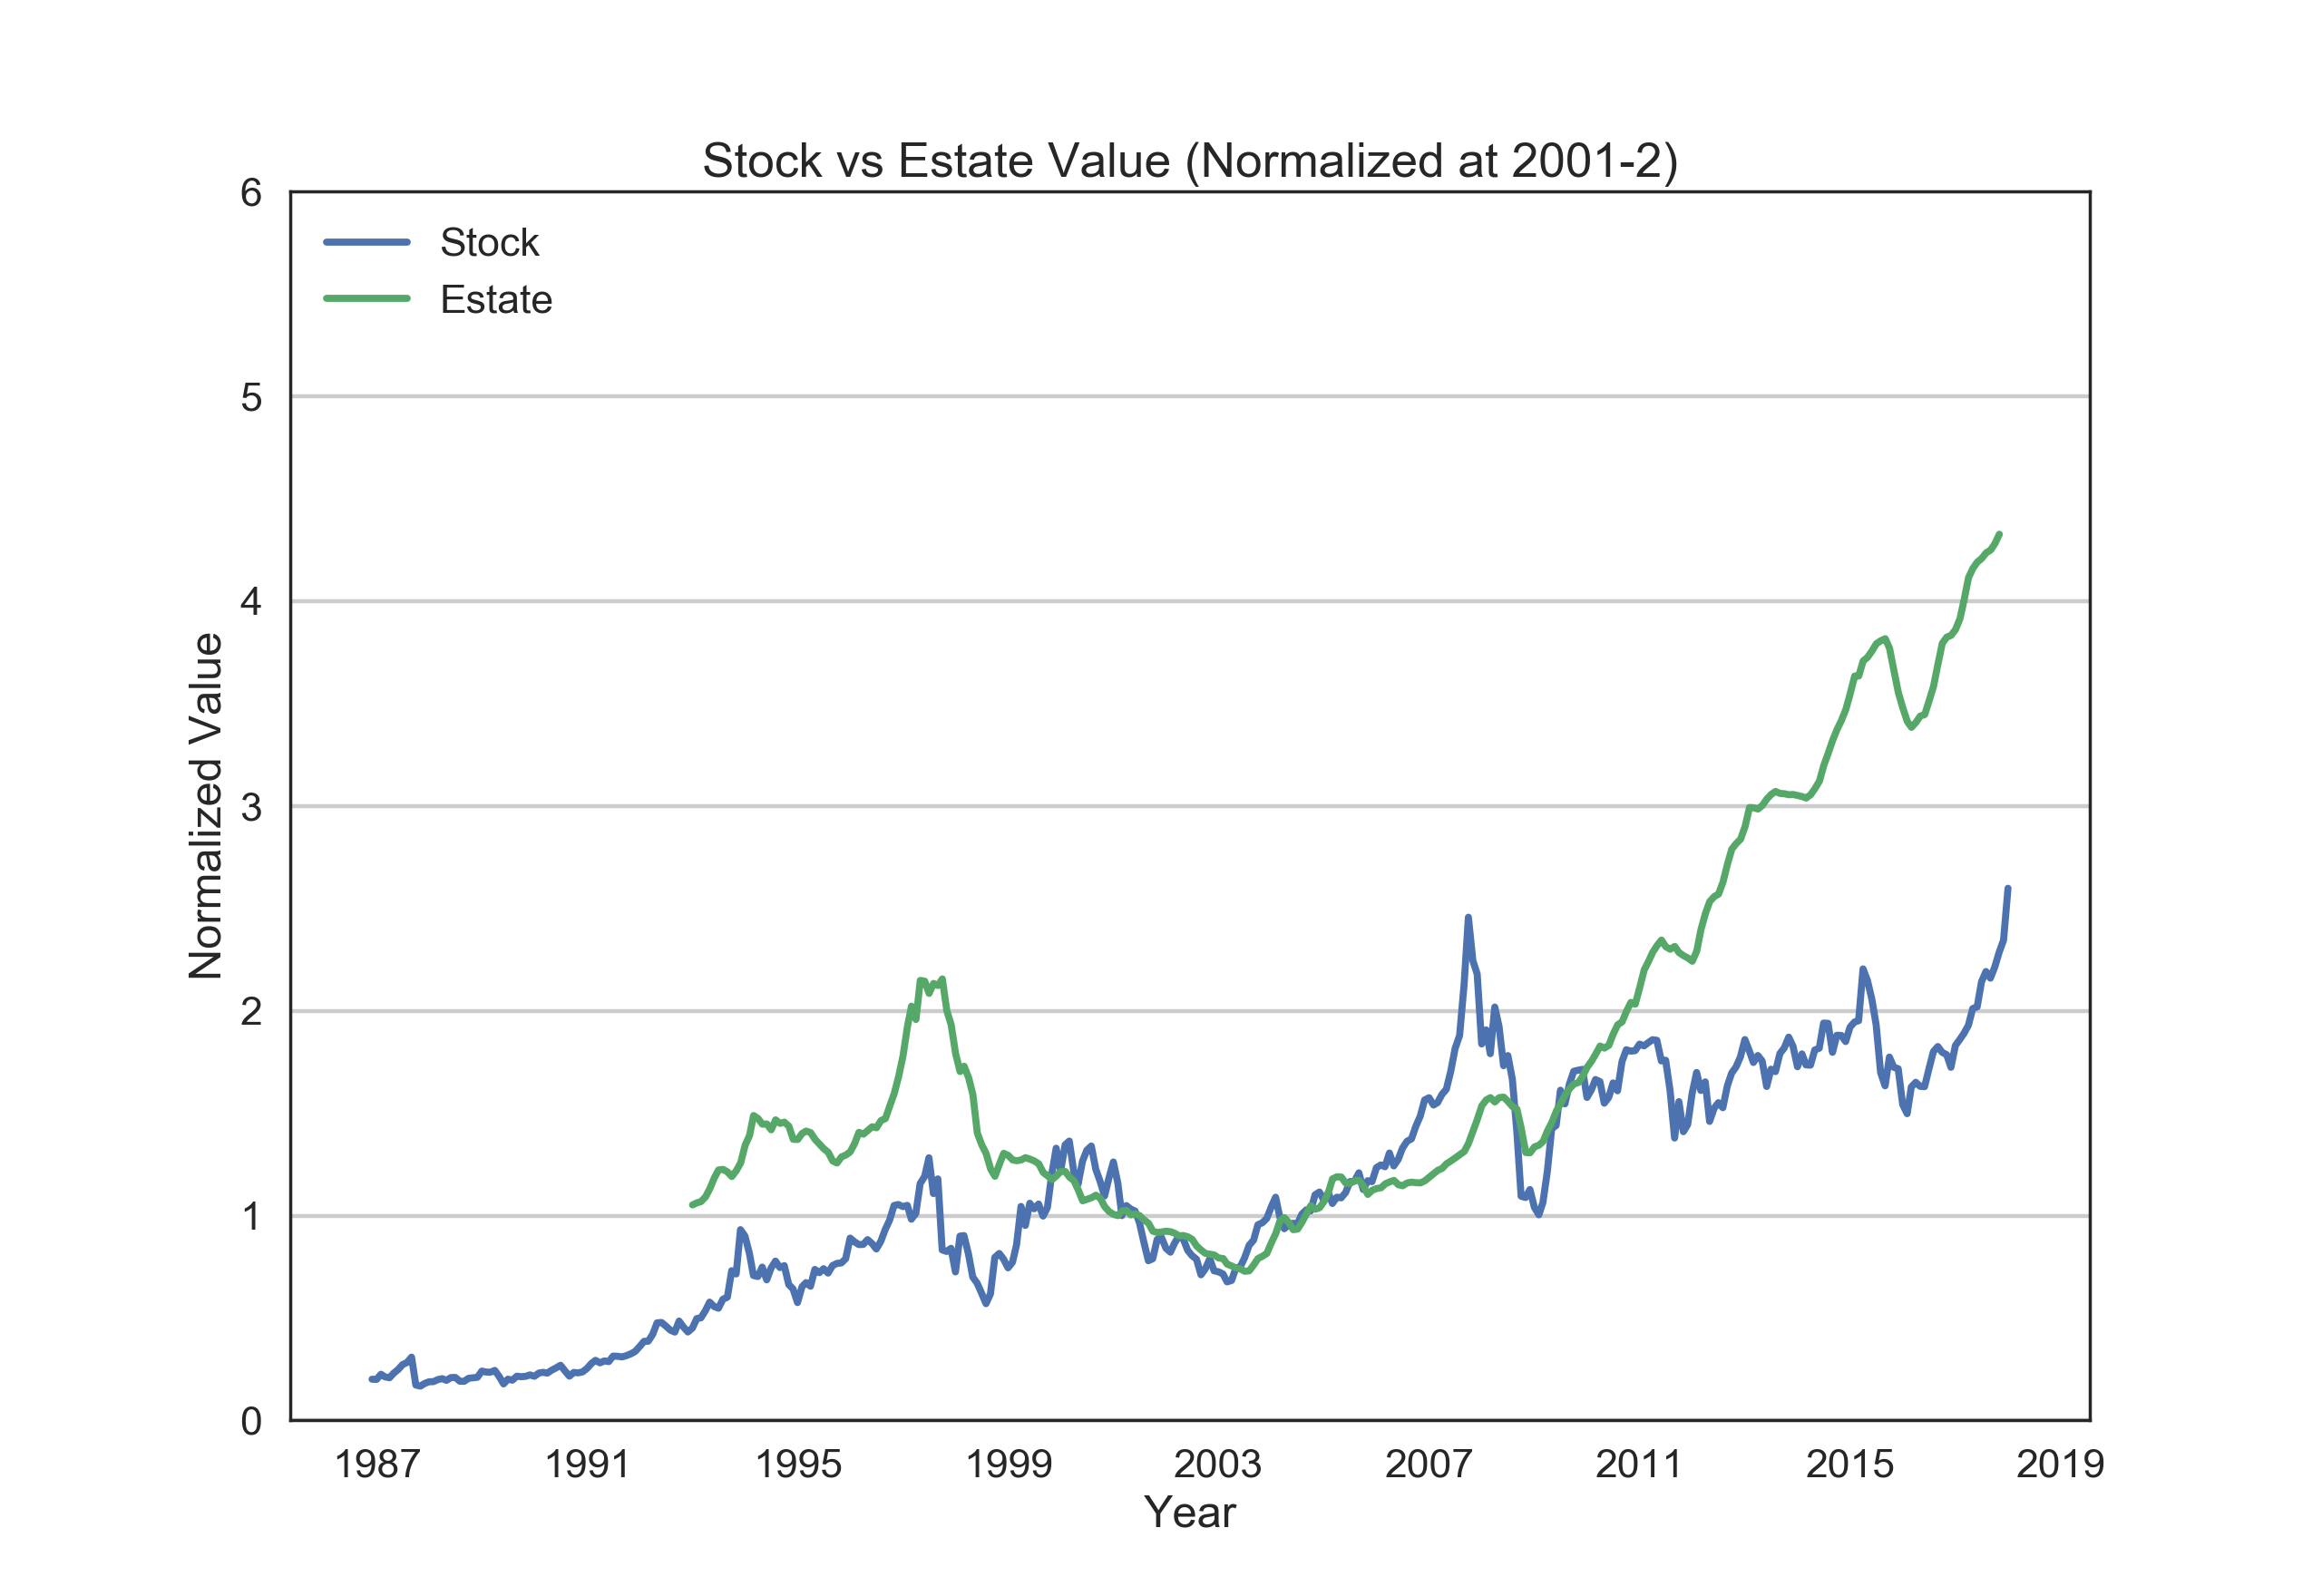 Stock vs Estate Value (Normalized at 2001-2)
6
Stock
Estate
5
4
3
2
1
0
Normalized Value
1987 1991 1995 1999 2003 2007 2011 2015 2019
Year